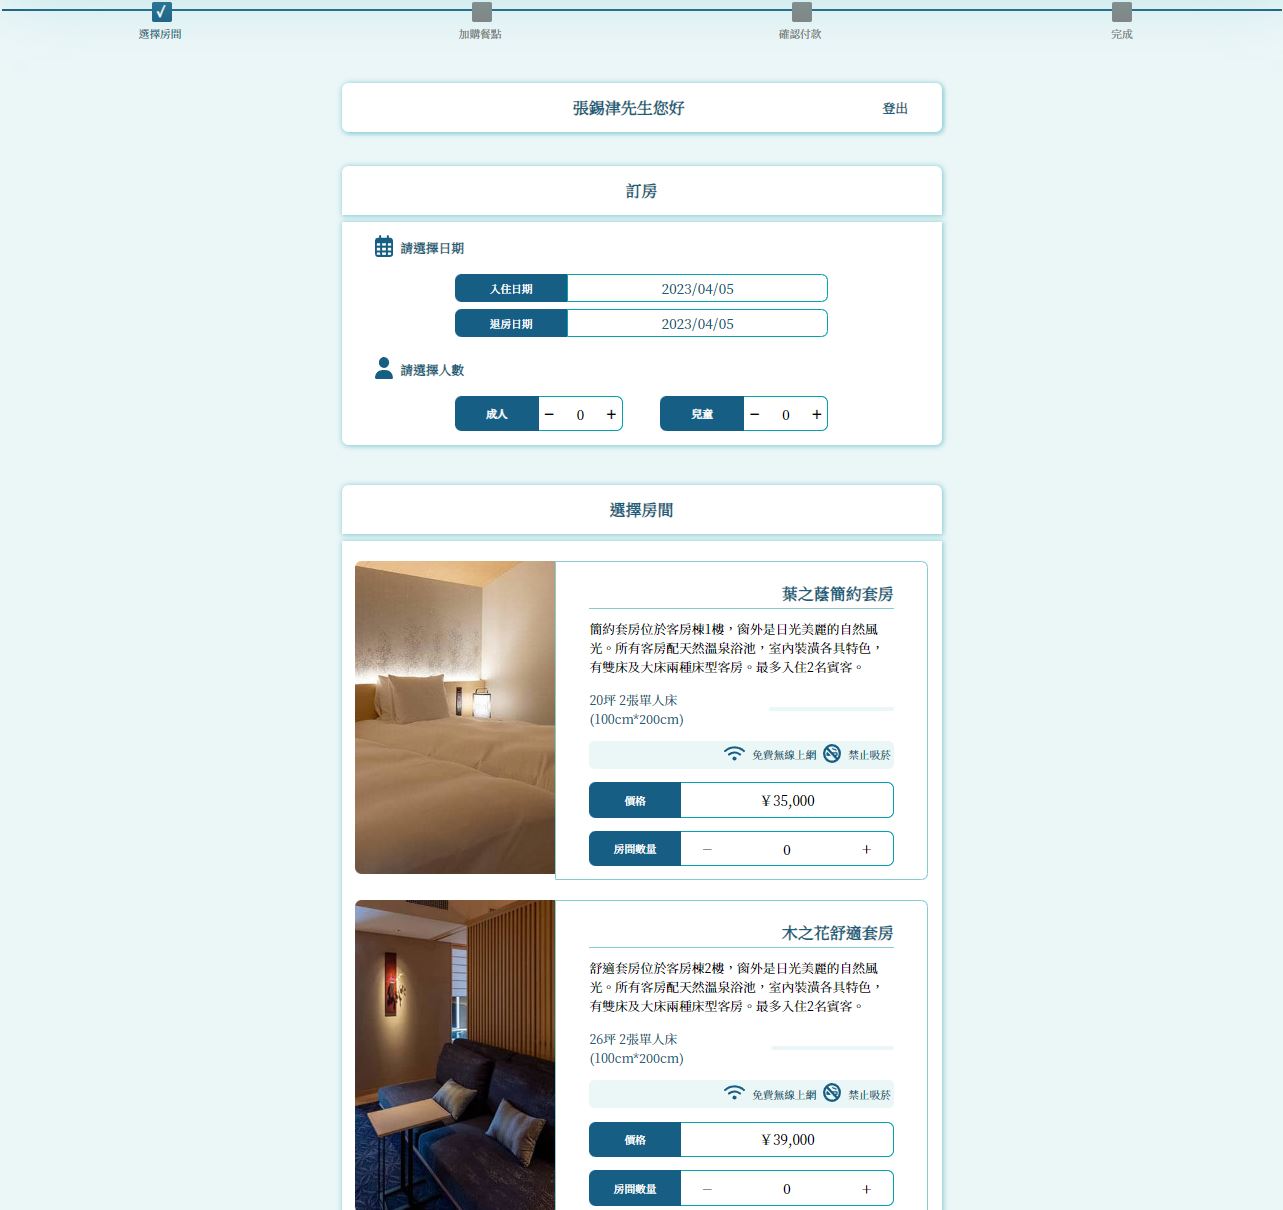 選擇房間
加購餐點
確認付款
完成
張錫津先生您好
登出
訂房
請選擇日期
入住日期 2023/04/05
退房日期 2023/04/05
請選擇人數
成人 − 0 + 兒童 − 0 +
選擇房間
葉之蔭簡約套房
簡約套房位於客房棟1樓，窗外是日光美麗的自然風
光。所有客房配天然溫泉浴池，室內裝潢各具特色，
有雙床及大床兩種床型客房。最多入住2名賓客。
20坪 2張單人床
(100cm*200cm)
免費無線上網 禁止吸菸
價格 ¥35,000
房間數量 − 0 +
木之花舒適套房
舒適套房位於客房棟2樓，窗外是日光美麗的自然風
光。所有客房配天然溫泉浴池，室內裝潢各具特色，
有雙床及大床兩種床型客房。最多入住2名賓客。
26坪 2張單人床
(100cm*200cm)
免費無線上網 禁止吸菸
價格 ¥39,000
房間數量 − 0 +